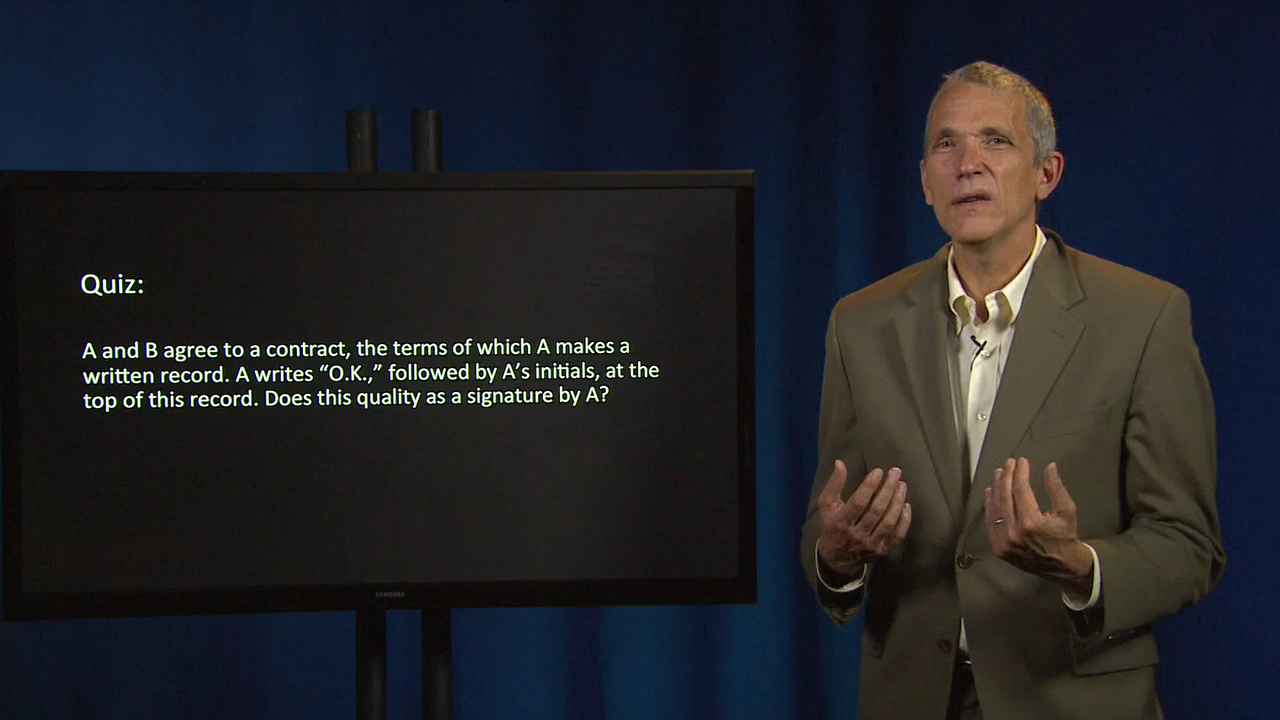 Quiz:
A and B agree to a contract, the terms of which A makes a
written record. A writes “O.K.,” followed by A’s initials, at the
top of this record. Does this quality as a signature by A?
SAMSUNG